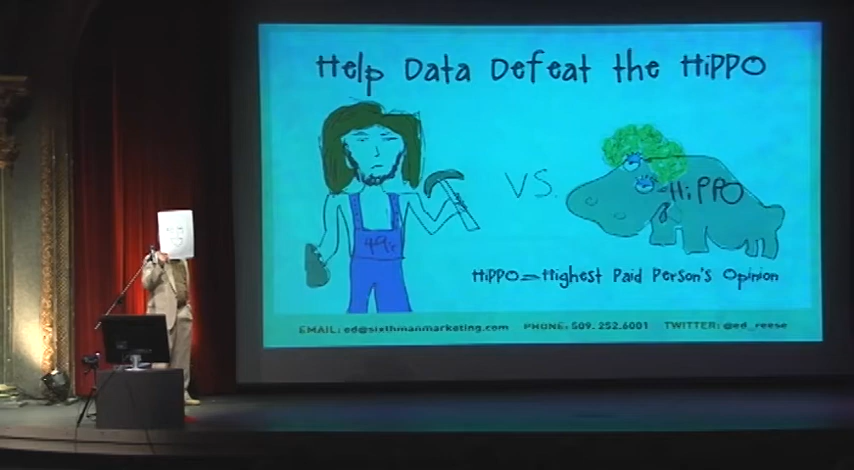 Help Data Defeat the HiPPO
VS.
HiPPO
49er
HiPPO=Highest Paid Person's Opinion
EMAIL: ed@sixthmanmarketing.com PHONE: 509.252.6001 TWITTER: @ed_reese